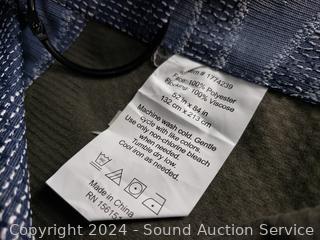 Item # 1774239
Face: 100% Polyester
Backing: 100% Viscose
52 in x 84 in
132 cm x 213 cm
Machine wash cold. Gentle
cycle with like colors.
Use only non-chlorine bleach
when needed.
Tumble dry low.
Cool iron as needed.
Made in China
RN 15615
Copyright © 2024 - Sound Auction Service